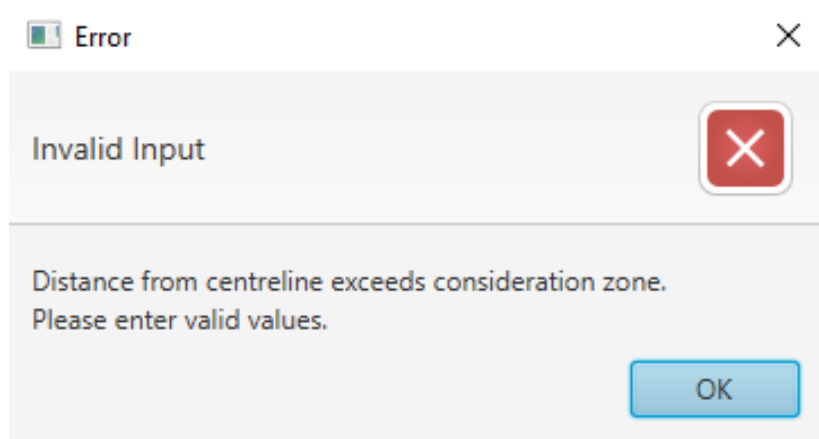 Error
Invalid Input
Distance from centreline exceeds consideration zone.
Please enter valid values.
OK